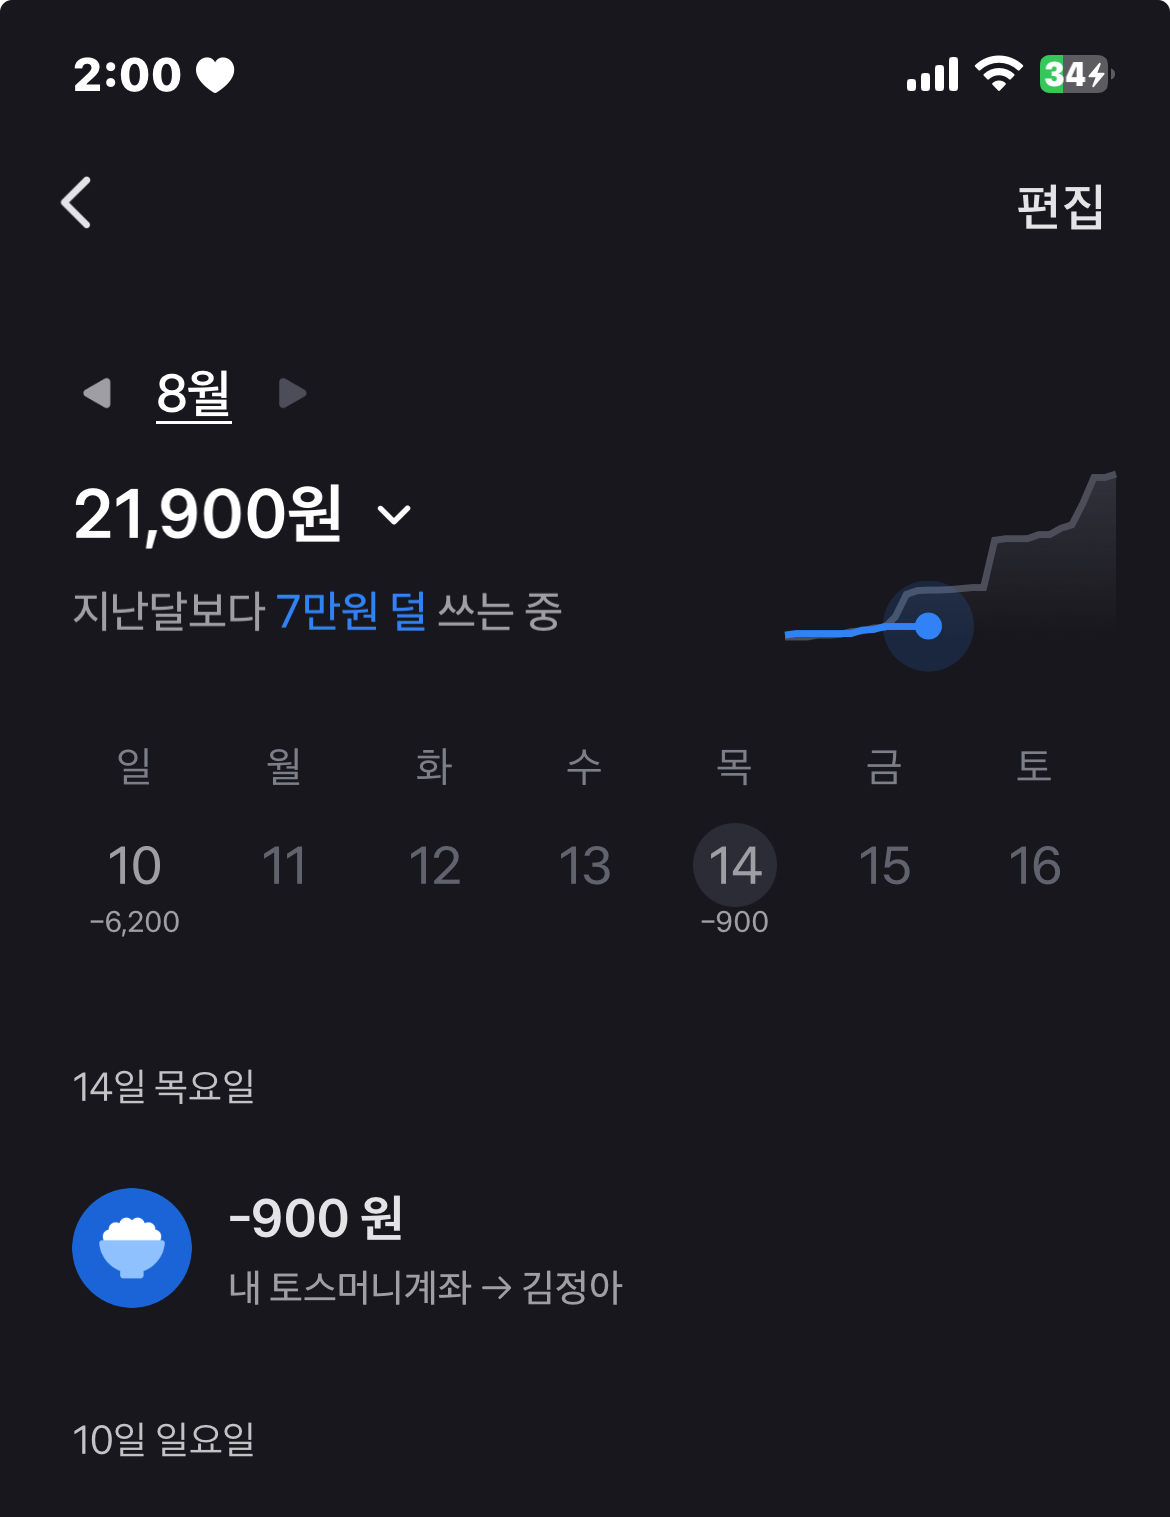 2:00
34
편집
8월
21,900원
지난달보다 7만원 덜 쓰는 중
일 월 화 수 목 금 토
10 11 12 13 14 15 16
-6,200 -900
14일 목요일
-900 원
내 토스머니계좌 → 김정아
10일 일요일